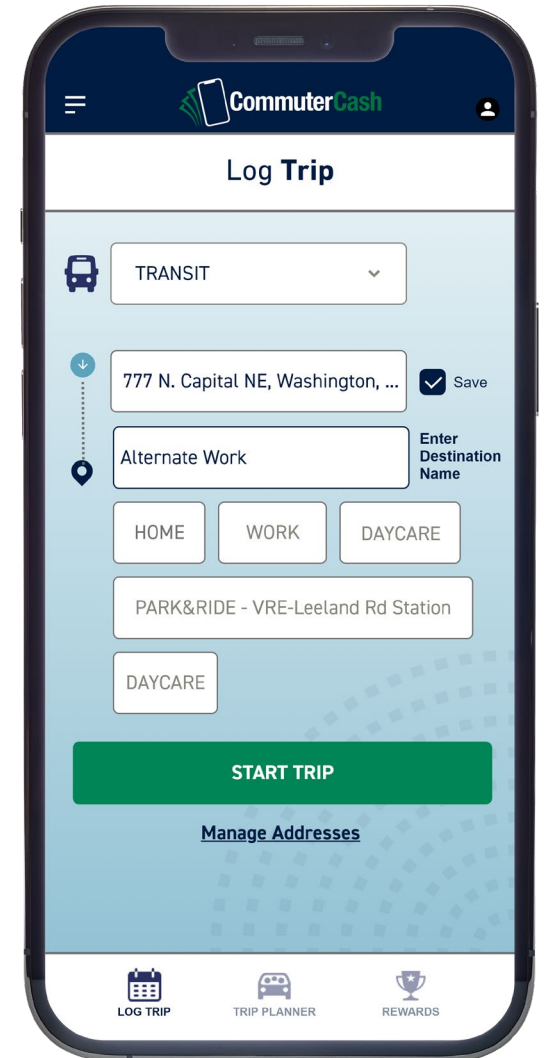 CommuterCash
Log Trip
TRANSIT
777 N. Capital NE, Washington, ...
Save
Alternate Work
Enter
Destination
Name
HOME
WORK
DAYCARE
PARK&RIDE - VRE-Leeland Rd Station
DAYCARE
START TRIP
Manage Addresses
LOG TRIP
TRIP PLANNER
REWARDS